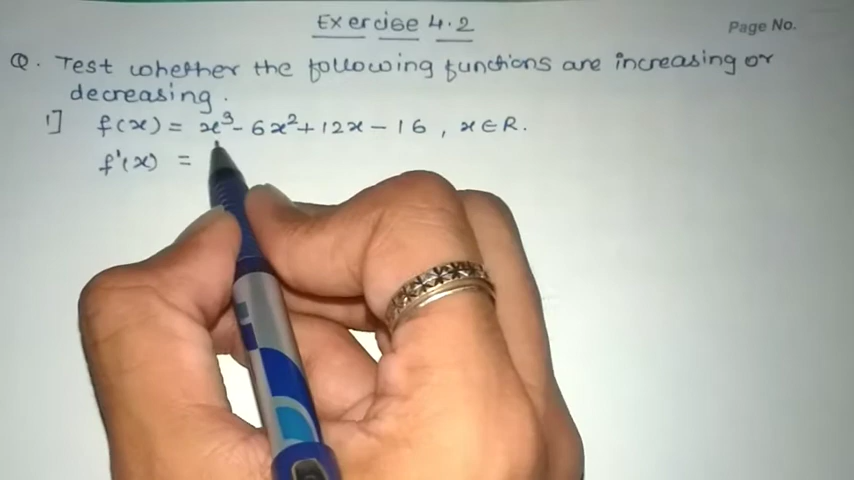 Exercise 4.2
Page No.
Q. Test whether the following functions are increasing or
decreasing.
1] f(x) = x³ - 6x² + 12x - 16 , x ∈ R.
f'(x) =